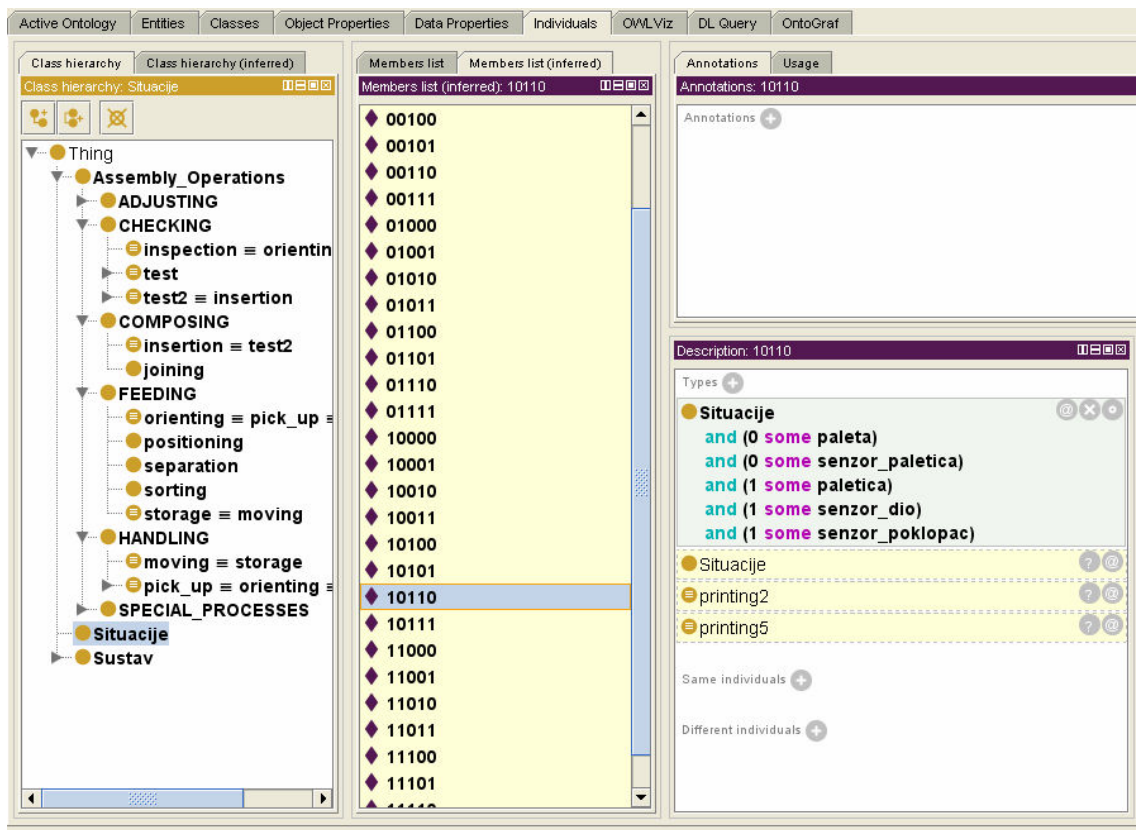 Active Ontology Entities Classes Object Properties Data Properties Individuals OWLViz DL Query OntoGraf
Class hierarchy Class hierarchy (inferred)
Class hierarchy: Situacije
Thing
Assembly_Operations
ADJUSTING
CHECKING
inspection ≡ orientin
test
test2 ≡ insertion
COMPOSING
insertion ≡ test2
joining
FEEDING
orienting ≡ pick_up ≡
positioning
separation
sorting
storage ≡ moving
HANDLING
moving ≡ storage
pick_up ≡ orienting ≡
SPECIAL_PROCESSES
Situacije
Sustav
Members list Members list (inferred)
Members list (inferred): 10110
00100
00101
00110
00111
01000
01001
01010
01011
01100
01101
01110
01111
10000
10001
10010
10011
10100
10101
10110
10111
11000
11001
11010
11011
11100
11101
Annotations Usage
Annotations: 10110
Annotations
Description: 10110
Types
Situacije
and (0 some paleta)
and (0 some senzor_paletica)
and (1 some paletica)
and (1 some senzor_dio)
and (1 some senzor_poklopac)
Situacije
printing2
printing5
Same individuals
Different individuals